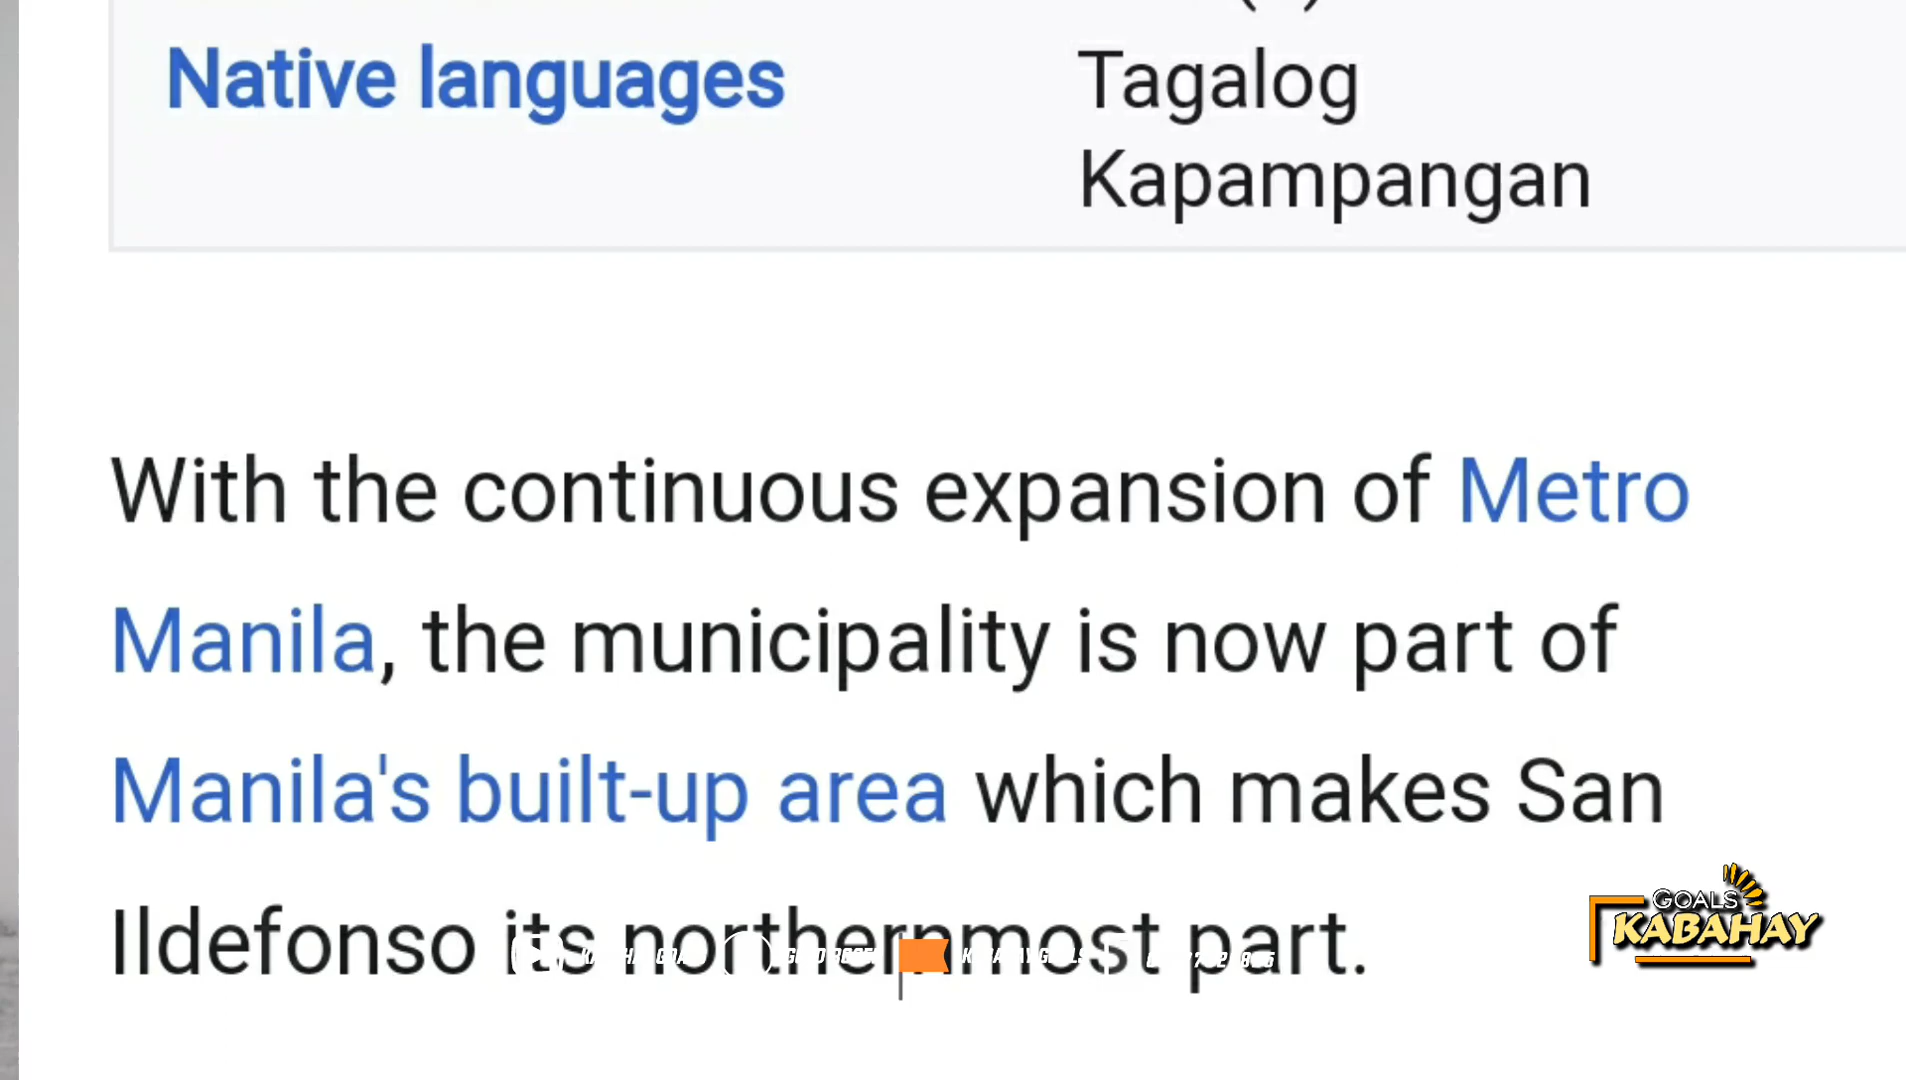 Native languages
Tagalog
Kapampangan
With the continuous expansion of Metro
Manila, the municipality is now part of
Manila's built-up area which makes San
Ildefonso its northernmost part.
GOALS
KABAHAY